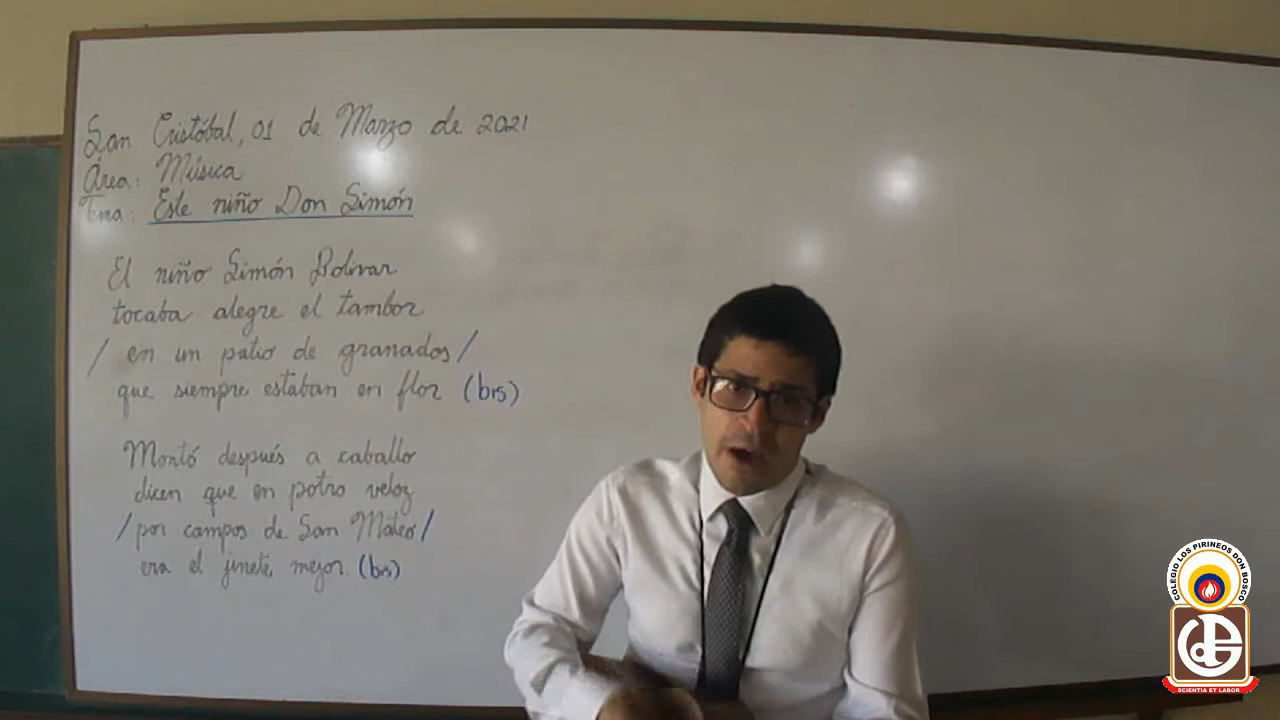 San Cristóbal, 01 de Marzo de 2021
Área: Música
Tema: Este niño Don Simón
El niño Simón Bolívar
tocaba alegre el tambor
/ en un patio de granados /
que siempre estaban en flor (bis)
Montó después a caballo
dicen que en potro veloz
/ por campos de San Mateo /
era el jinete mejor. (bis)
COLEGIO LOS PIRINEOS DON BOSCO
SCIENTIA ET LABOR